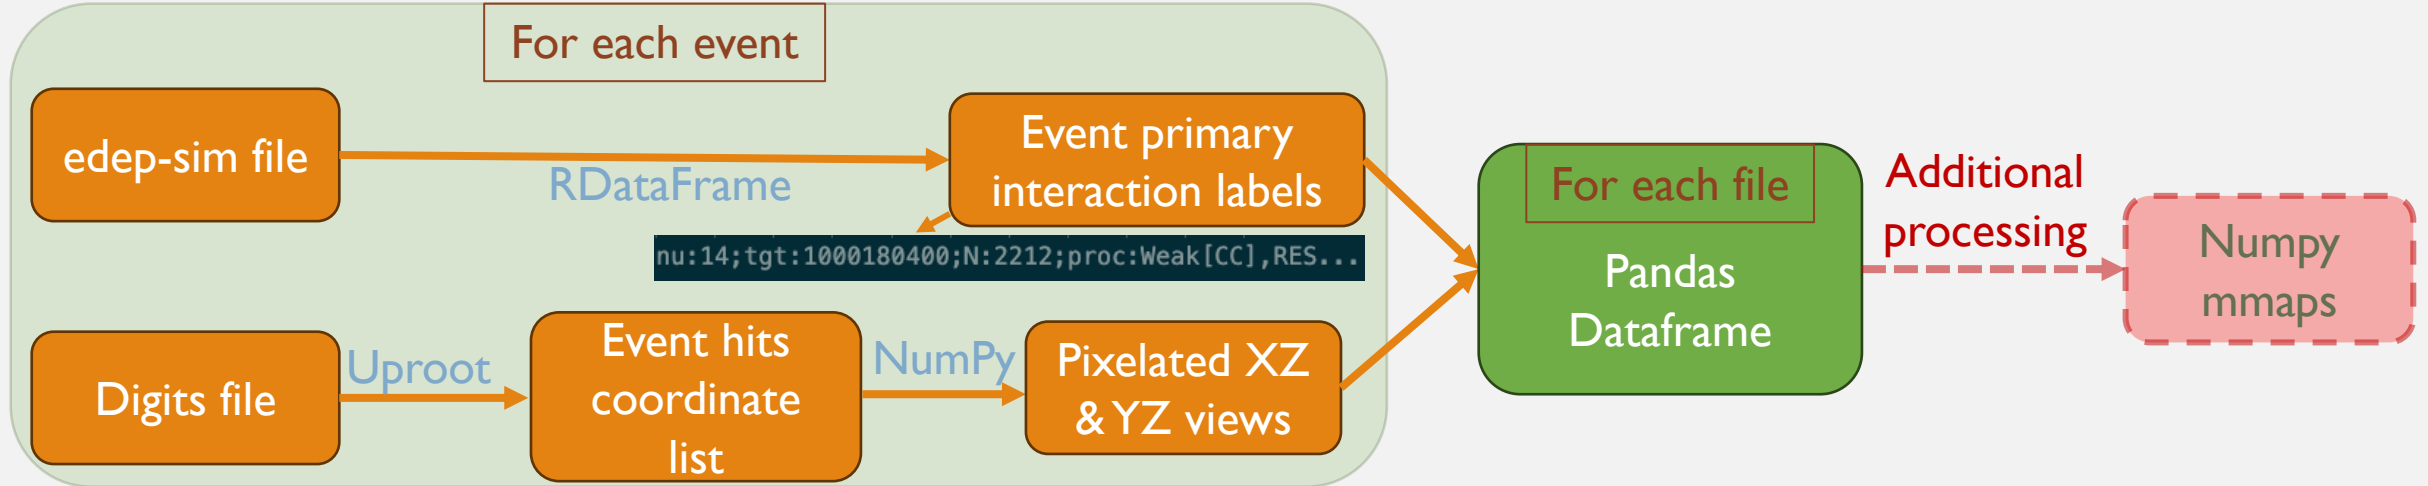 For each event
edep-sim file
RDataFrame
Event primary
interaction labels
nu:14;tgt:1000180400;N:2212;proc:Weak[CC],RES...
Digits file
Uproot
Event hits
coordinate
list
NumPy
Pixelated XZ
& YZ views
For each file
Pandas
Dataframe
Additional
processing
Numpy
mmaps